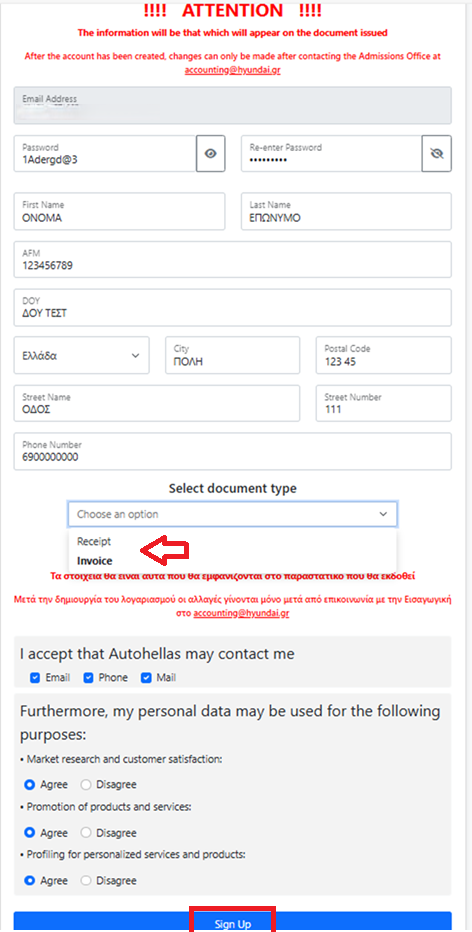 !!!! ATTENTION !!!!
The information will be that which will appear on the document issued
After the account has been created, changes can only be made after contacting the Admissions Office at
accounting@hyundai.gr
Email Address
Password
1Adergd@3
Re-enter Password
•••••••••
First Name
ΟΝΟΜΑ
Last Name
ΕΠΩΝΥΜΟ
AFM
123456789
DOY
ΔΟΥ ΤΕΣΤ
Ελλάδα
City
ΠΟΛΗ
Postal Code
123 45
Street Name
ΟΔΟΣ
Street Number
111
Phone Number
6900000000
Select document type
Choose an option
Receipt
Invoice
Τα στοιχεία θα είναι αυτά που θα εμφανίζονται στο παραστατικό που θα εκδοθεί
Μετά την δημιουργία του λογαριασμού οι αλλαγές γίνονται μόνο μετά από επικοινωνία με την Εισαγωγική
στο accounting@hyundai.gr
I accept that Autohellas may contact me
Email Phone Mail
Furthermore, my personal data may be used for the following
purposes:
• Market research and customer satisfaction:
Agree Disagree
• Promotion of products and services:
Agree Disagree
• Profiling for personalized services and products:
Agree Disagree
Sign Up